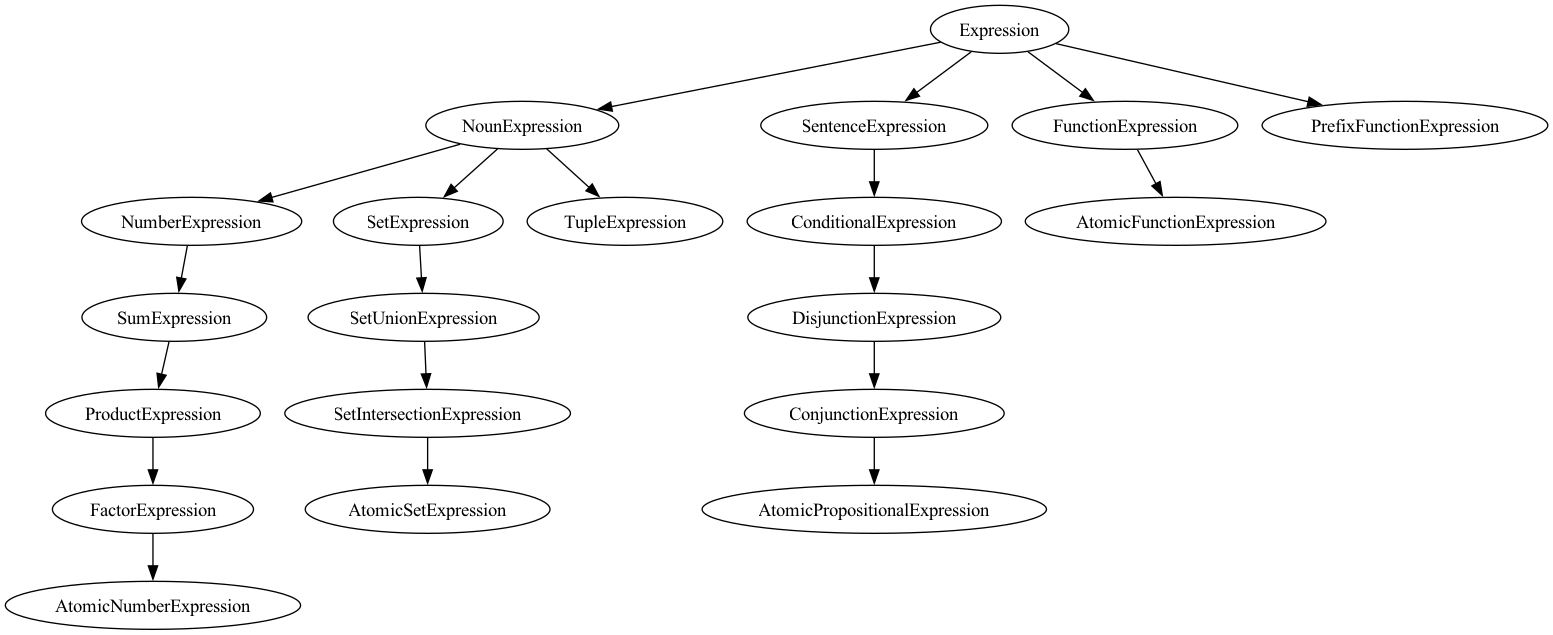 Expression
NounExpression
SentenceExpression
FunctionExpression
PrefixFunctionExpression
NumberExpression
SetExpression
TupleExpression
ConditionalExpression
AtomicFunctionExpression
SumExpression
SetUnionExpression
DisjunctionExpression
ProductExpression
SetIntersectionExpression
ConjunctionExpression
FactorExpression
AtomicSetExpression
AtomicPropositionalExpression
AtomicNumberExpression